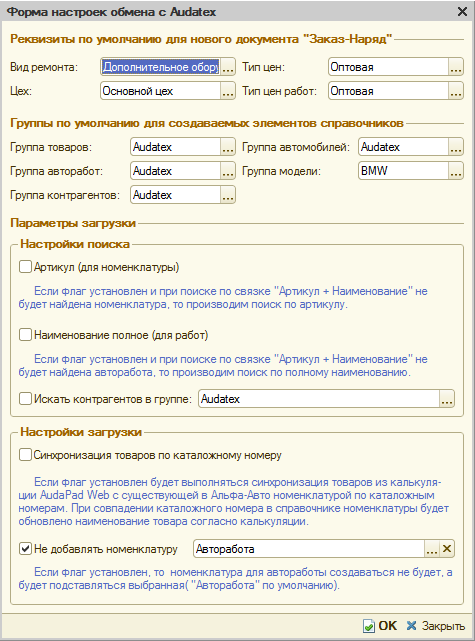 Форма настроек обмена с Audatex
Реквизиты по умолчанию для нового документа "Заказ-Наряд"
Вид ремонта: Дополнительное обору ... Тип цен: Оптовая ...
Цех: Основной цех ... Тип цен работ: Оптовая ...
Группы по умолчанию для создаваемых элементов справочников
Группа товаров: Audatex ... Группа автомобилей: Audatex ...
Группа авторабот: Audatex ... Группа модели: BMW ...
Группа контрагентов: Audatex ...
Параметры загрузки
Настройки поиска
Артикул (для номенклатуры)
Если флаг установлен и при поиске по связке "Артикул + Наименование" не
будет найдена номенклатура, то производим поиск по артикулу.
Наименование полное (для работ)
Если флаг установлен и при поиске по связке "Артикул + Наименование" не
будет найдена авторабота, то производим поиск по полному наименованию.
Искать контрагентов в группе: Audatex ...
Настройки загрузки
Синхронизация товаров по каталожному номеру
Если флаг установлен будет выполняться синхронизация товаров из калькуля-
ции AudaPad Web с существующей в Альфа-Авто номенклатурой по каталожным
номерам. При совпадении каталожного номера в справочнике номенклатуры будет
обновлено наименование товара согласно калькуляции.
Не добавлять номенклатуру Авторабота ...
Если флаг установлен, то номенклатура для автоработы создаваться не будет, а
будет подставляться выбранная( "Авторабота" по умолчанию).
OK Закрыть